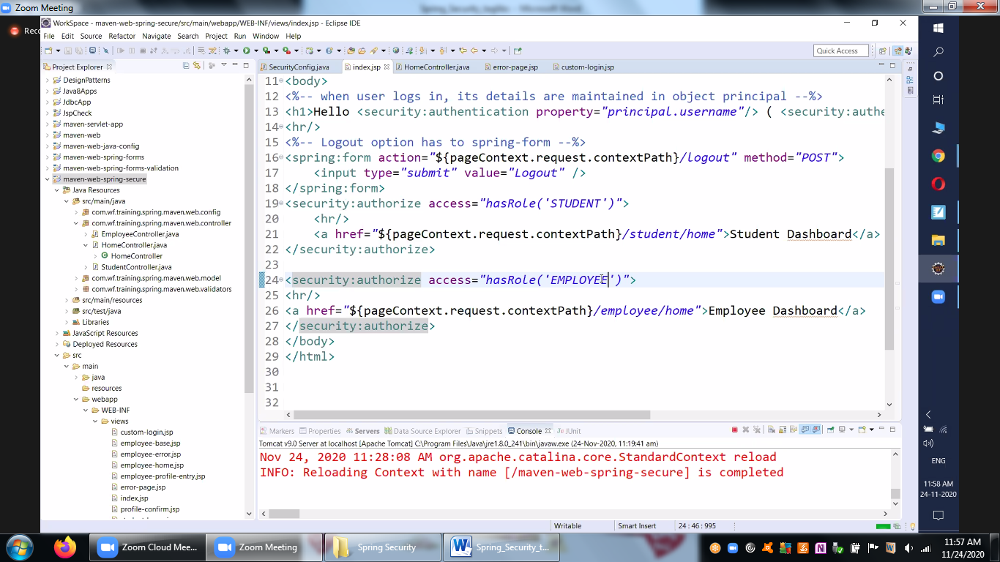 Zoom Meeting
Spring_Security_
Microsoft Word
WorkSpace - maven-web-spring-secure/src/main/webapp/WEB-INF/views/index.jsp - Eclipse IDE
File Edit Source Refactor Navigate Search Project Run Window Help
Quick Access
Project Explorer
SecurityConfig.java index.jsp HomeController.java error-page.jsp custom-login.jsp
DesignPatterns
Java8Apps
JdbcApp
JspCheck
maven-servlet-app
maven-web
maven-web-java-config
maven-web-spring-forms
maven-web-spring-forms-validation
maven-web-spring-secure
Java Resources
src/main/java
com.wf.training.spring.maven.web.config
com.wf.training.spring.maven.web.controller
EmployeeController.java
HomeController.java
HomeController
StudentController.java
com.wf.training.spring.maven.web.model
com.wf.training.spring.maven.web.validators
src/main/resources
src/test/java
Libraries
JavaScript Resources
Deployed Resources
src
main
java
resources
webapp
WEB-INF
views
custom-login.jsp
employee-base.jsp
employee-error.jsp
employee-home.jsp
employee-profile-entry.jsp
error-page.jsp
index.jsp
profile-confirm.jsp
11 <body>
12 <%-- when user logs in, its details are maintained in object principal --%>
13 <h1>Hello <security:authentication property="principal.username"/> ( <security:authe
14 <hr/>
15 <%-- Logout option has to spring-form --%>
16 <spring:form action="${pageContext.request.contextPath}/logout" method="POST">
17 <input type="submit" value="Logout" />
18 </spring:form>
19 <security:authorize access="hasRole('STUDENT')">
20 <hr/>
21 <a href="${pageContext.request.contextPath}/student/home">Student Dashboard</a>
22 </security:authorize>
23
24 <security:authorize access="hasRole('EMPLOYEE')">
25 <hr/>
26 <a href="${pageContext.request.contextPath}/employee/home">Employee Dashboard</a>
27 </security:authorize>
28 </body>
29 </html>
30
31
32
Markers Properties Servers Data Source Explorer Snippets Console JUnit
Tomcat v9.0 Server at localhost [Apache Tomcat] C:\Program Files\Java\jre1.8.0_241\bin\javaw.exe (24-Nov-2020, 11:19:41 am)
Nov 24, 2020 11:28:08 AM org.apache.catalina.core.StandardContext reload
INFO: Reloading Context with name [/maven-web-spring-secure] is completed
Writable Smart Insert 24 : 46 : 995
ENG
11:58 AM
24-11-2020
Zoom Cloud Mee... Zoom Meeting Spring Security Spring_Security_t...
11:57 AM
11/24/2020